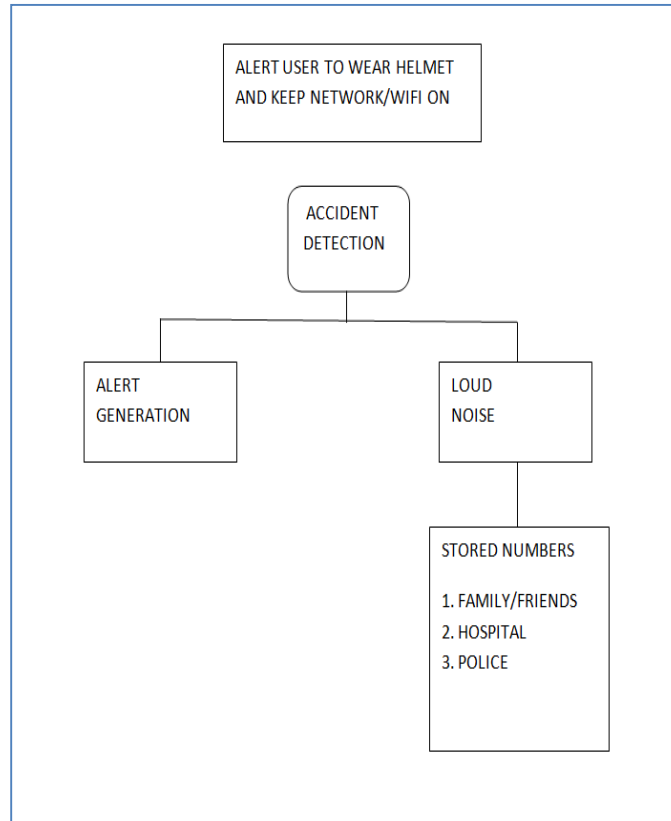 ALERT USER TO WEAR HELMET
AND KEEP NETWORK/WIFI ON
ACCIDENT
DETECTION
ALERT
GENERATION
LOUD
NOISE
STORED NUMBERS
1. FAMILY/FRIENDS
2. HOSPITAL
3. POLICE